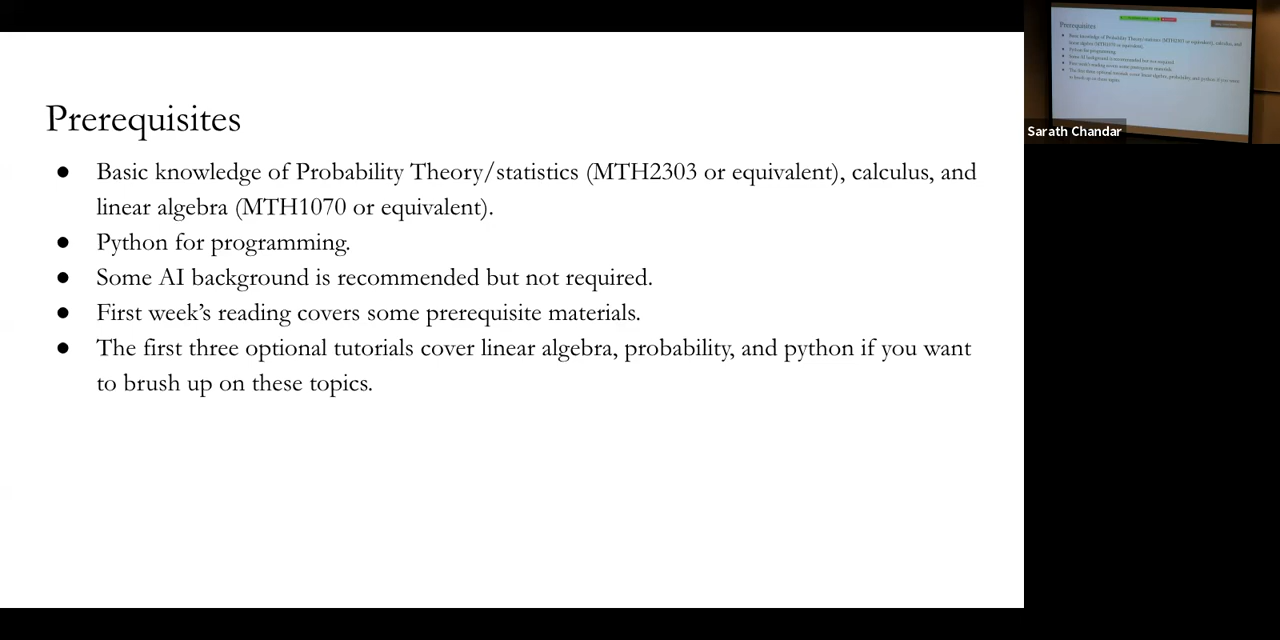 Prerequisites
● Basic knowledge of Probability Theory/statistics (MTH2303 or equivalent), calculus, and
linear algebra (MTH1070 or equivalent).
● Python for programming.
● Some AI background is recommended but not required.
● First week’s reading covers some prerequisite materials.
● The first three optional tutorials cover linear algebra, probability, and python if you want
to brush up on these topics.
Prerequisites
Sarath Chandar